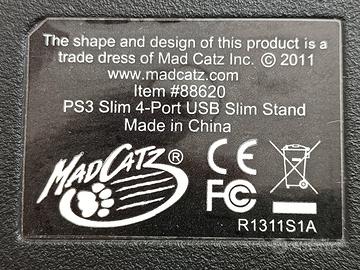 The shape and design of this product is a
trade dress of Mad Catz Inc. © 2011
www.madcatz.com
Item #88620
PS3 Slim 4-Port USB Slim Stand
Made in China
MADCATZ®
CE
FC
R1311S1A